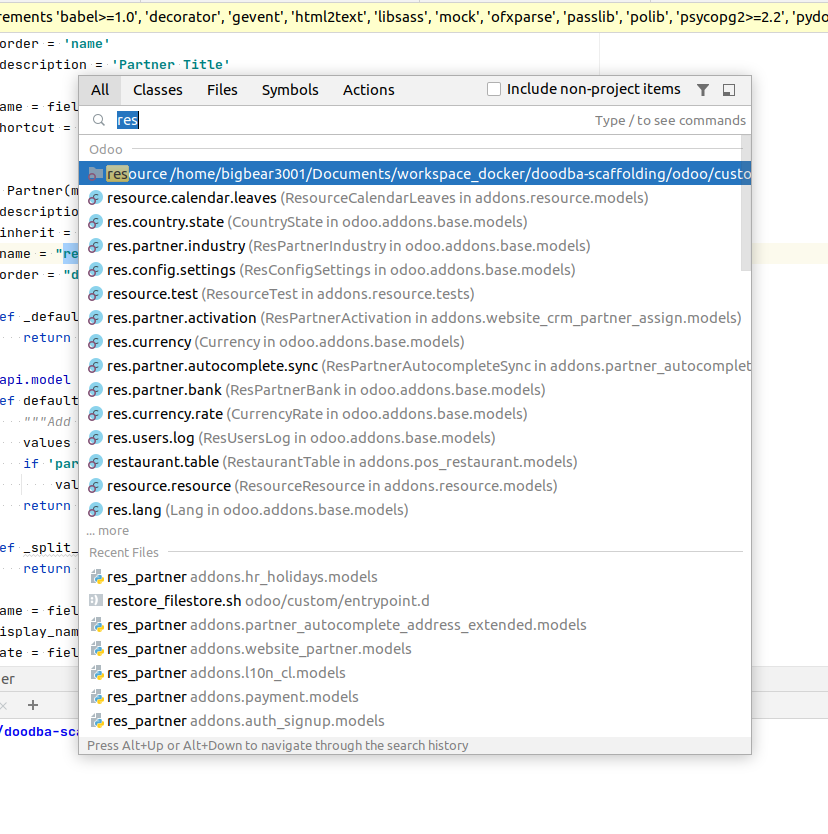 rements 'babel>=1.0', 'decorator', 'gevent', 'html2text', 'libsass', 'mock', 'ofxparse', 'passlib', 'polib', 'psycopg2>=2.2', 'pydo
order = 'name'
description = 'Partner Title'
ame = fiel
hortcut =
Partner(m
descriptio
inherit =
name = "re
order = "d
ef _defaul
return
api.model
ef default
"""Add
values
if 'par
val
return
ef _split_
return
ame = fiel
isplay_nam
ate = fiel
er
/doodba-sca
All Classes Files Symbols Actions Include non-project items
res Type / to see commands
Odoo
resource /home/bigbear3001/Documents/workspace_docker/doodba-scaffolding/odoo/custo
resource.calendar.leaves (ResourceCalendarLeaves in addons.resource.models)
res.country.state (CountryState in odoo.addons.base.models)
res.partner.industry (ResPartnerIndustry in odoo.addons.base.models)
res.config.settings (ResConfigSettings in odoo.addons.base.models)
resource.test (ResourceTest in addons.resource.tests)
res.partner.activation (ResPartnerActivation in addons.website_crm_partner_assign.models)
res.currency (Currency in odoo.addons.base.models)
res.partner.autocomplete.sync (ResPartnerAutocompleteSync in addons.partner_autocomplet
res.partner.bank (ResPartnerBank in odoo.addons.base.models)
res.currency.rate (CurrencyRate in odoo.addons.base.models)
res.users.log (ResUsersLog in odoo.addons.base.models)
restaurant.table (RestaurantTable in addons.pos_restaurant.models)
resource.resource (ResourceResource in addons.resource.models)
res.lang (Lang in odoo.addons.base.models)
... more
Recent Files
res_partner addons.hr_holidays.models
restore_filestore.sh odoo/custom/entrypoint.d
res_partner addons.partner_autocomplete_address_extended.models
res_partner addons.website_partner.models
res_partner addons.l10n_cl.models
res_partner addons.payment.models
res_partner addons.auth_signup.models
Press Alt+Up or Alt+Down to navigate through the search history